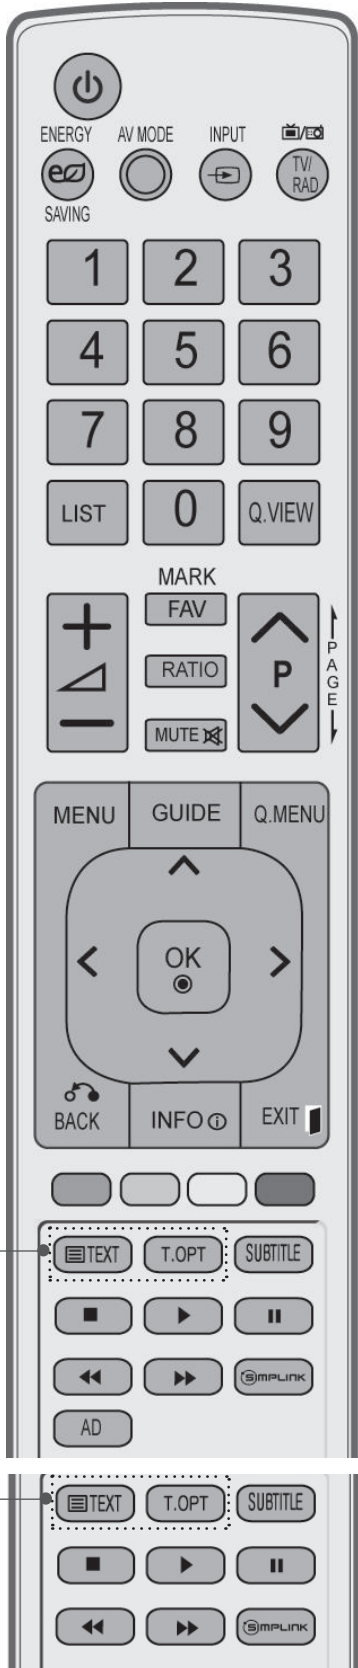 ENERGY AV MODE INPUT
TV/
RAD
SAVING
1 2 3
4 5 6
7 8 9
LIST 0 Q.VIEW
MARK
FAV
RATIO
P
PAGE
MUTE
MENU GUIDE Q.MENU
OK
BACK INFO EXIT
TEXT T.OPT SUBTITLE
SIMPLINK
AD
TEXT T.OPT SUBTITLE
SIMPLINK